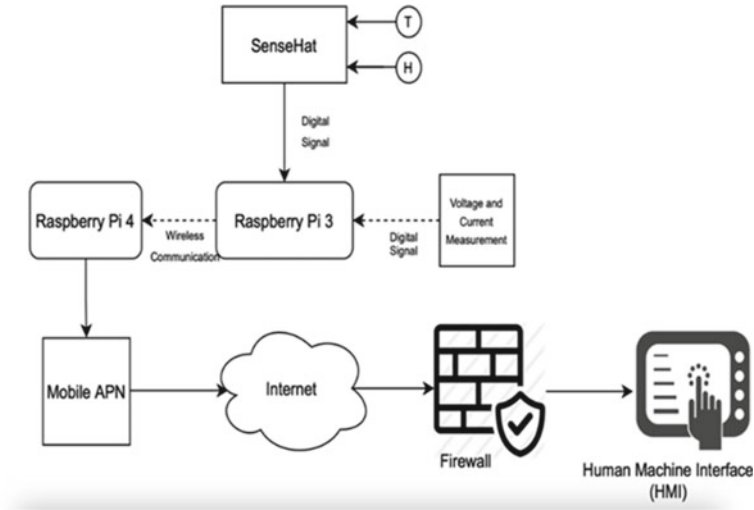 SenseHat
T
H
Digital
Signal
Raspberry Pi 4
Wireless
Communication
Raspberry Pi 3
Digital
Signal
Voltage and
Current
Measurement
Mobile APN
Internet
Firewall
Human Machine Interface
(HMI)